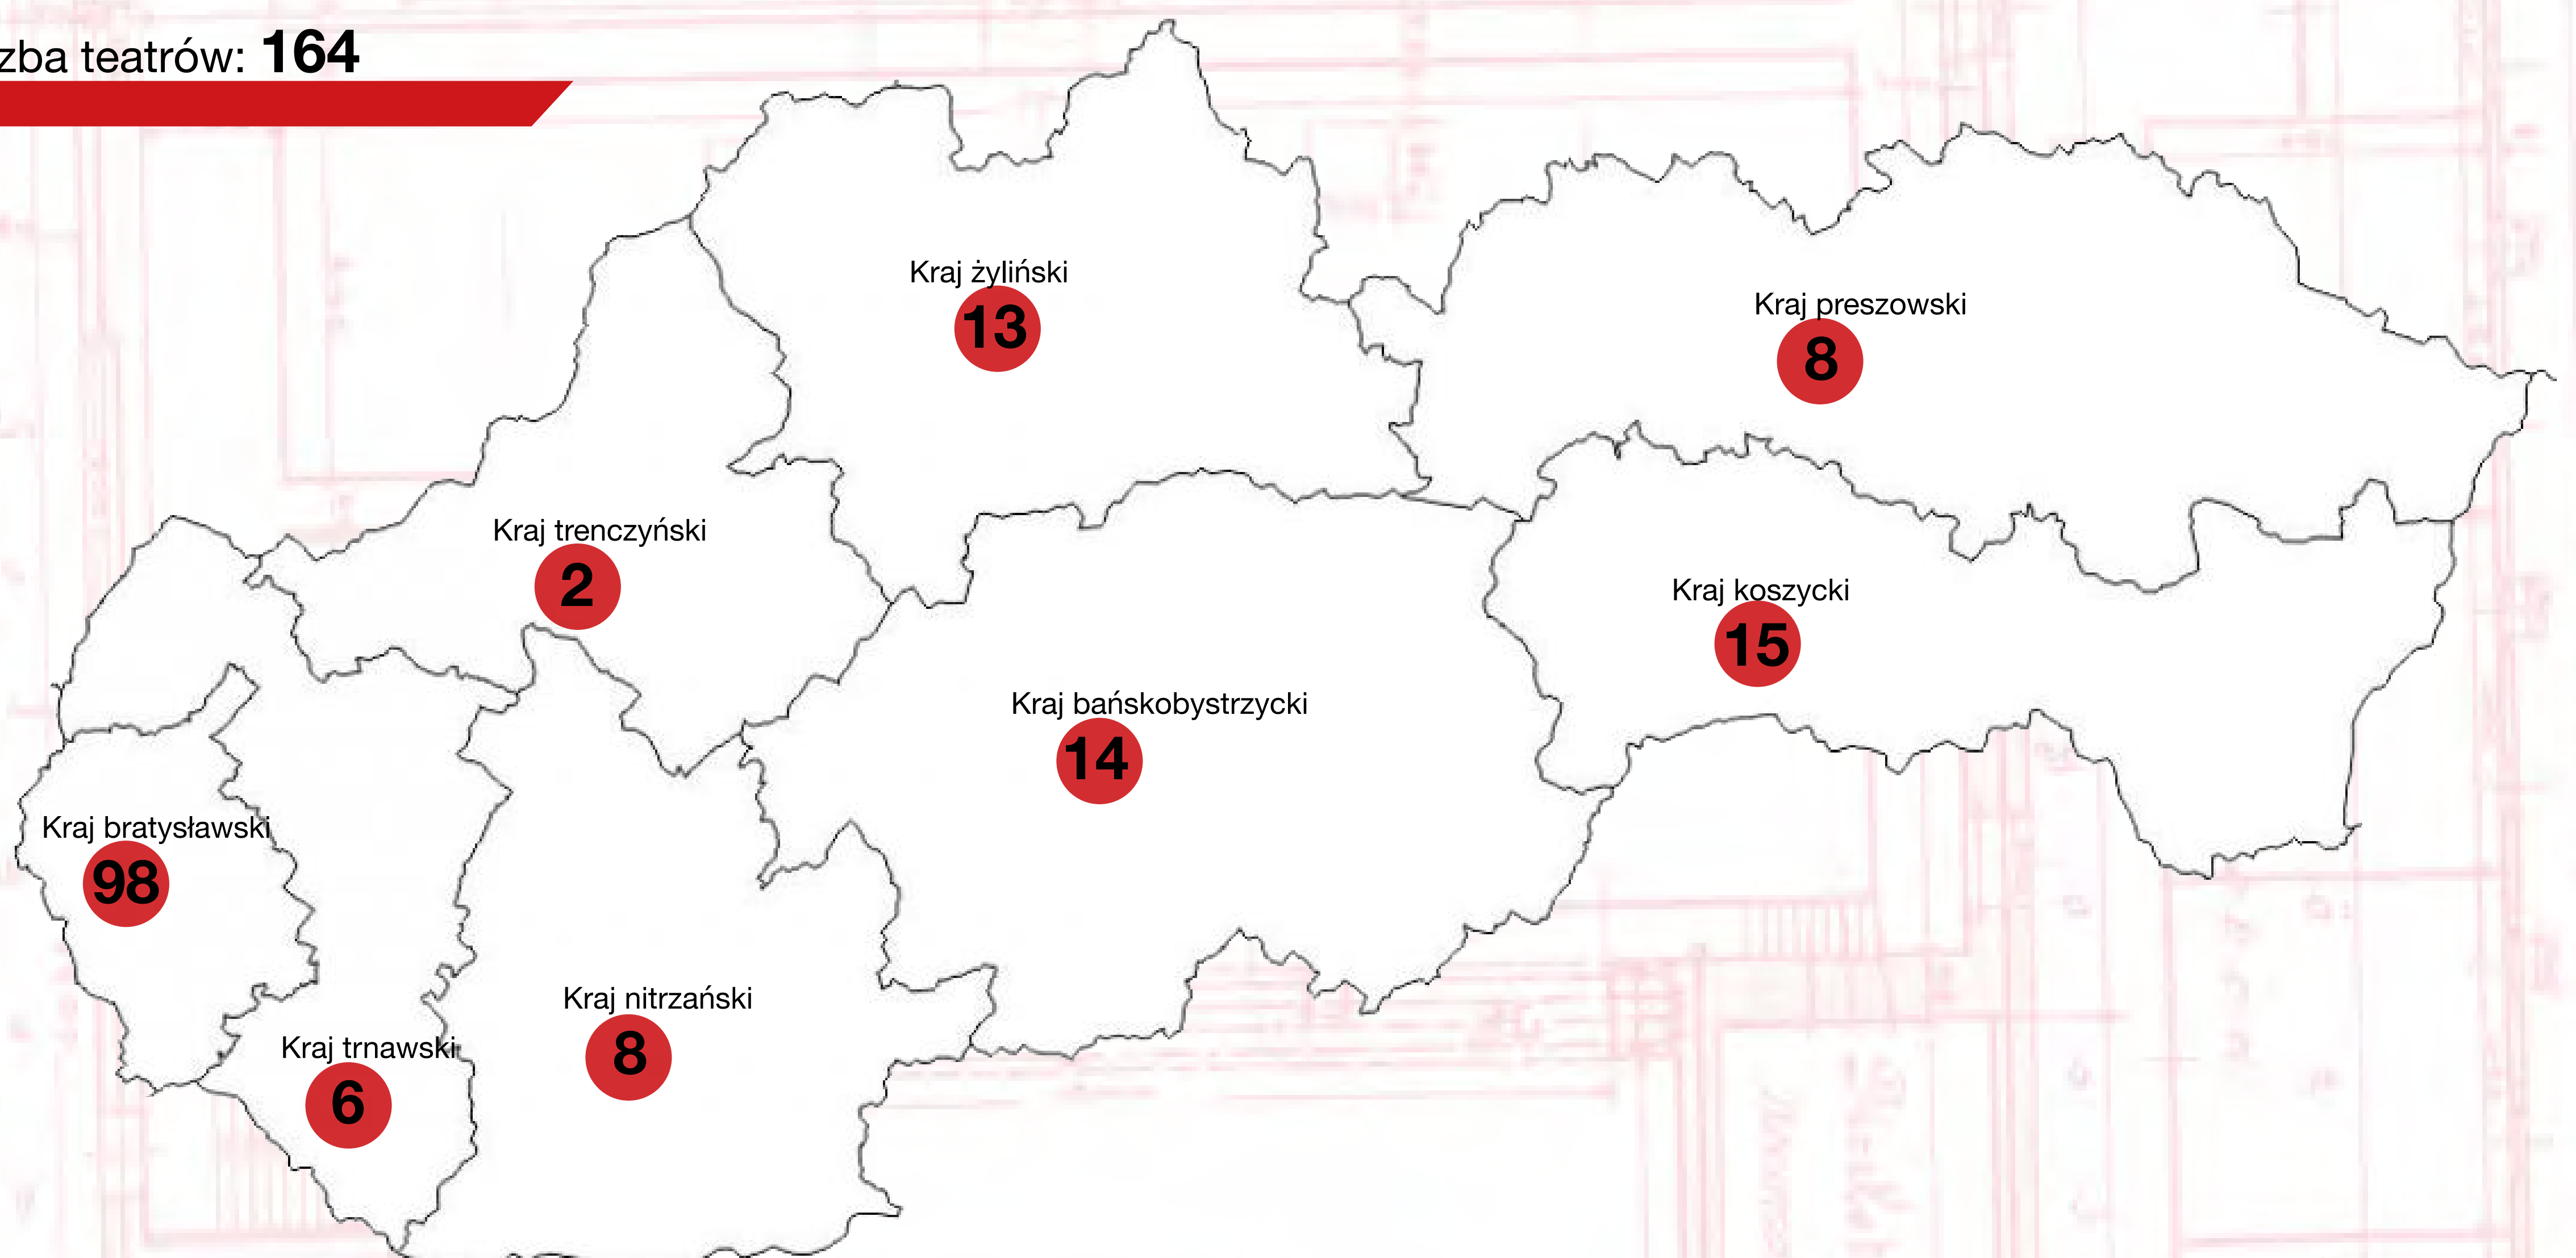 zba teatrów: 164
Kraj żyliński
13
Kraj preszowski
8
Kraj trenczyński
2
Kraj koszycki
15
Kraj bańskobystrzycki
14
Kraj bratysławski
98
Kraj nitrzański
8
Kraj trnawski
6